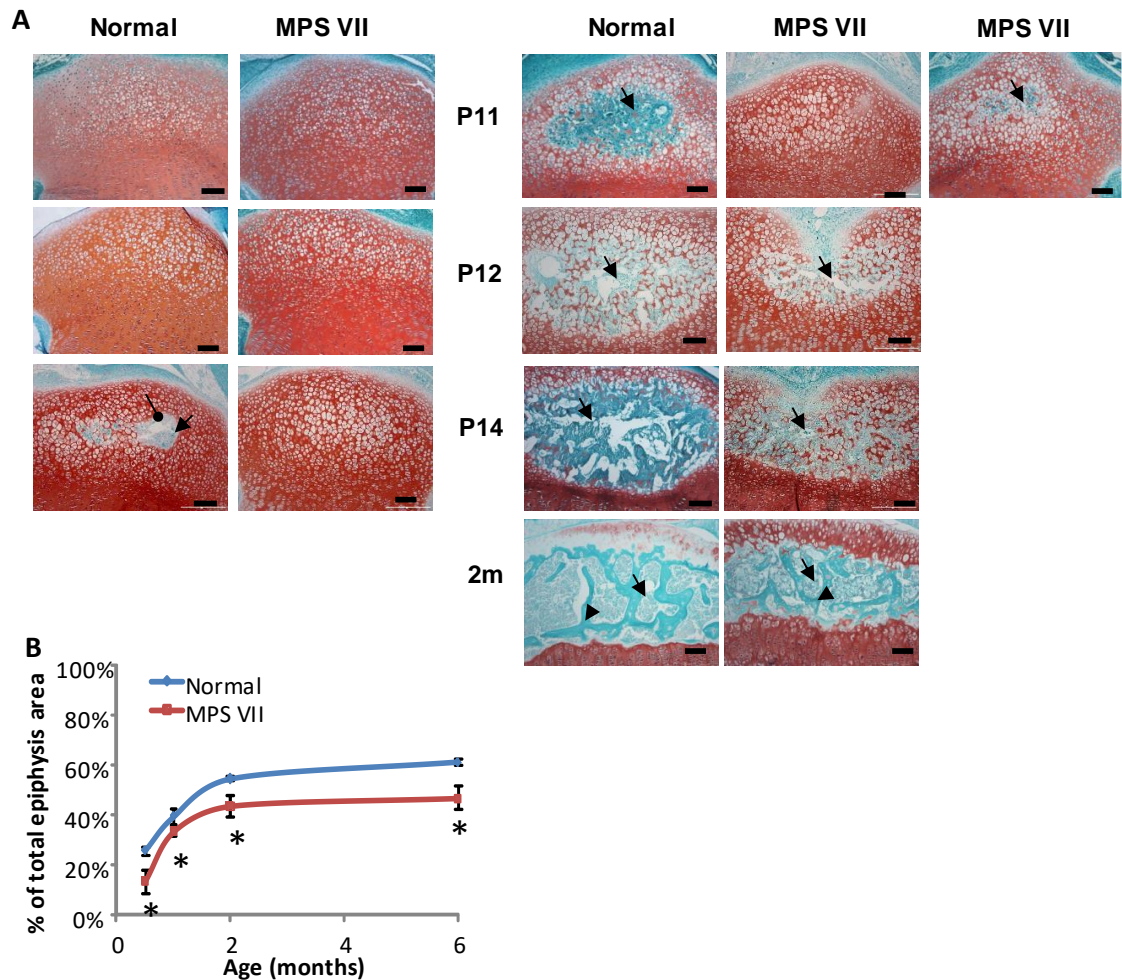 A
Normal MPS VII Normal MPS VII MPS VII
P11
P12
P14
2m
B
100%
80%
60%
40%
20%
0%
Normal
MPS VII
*
*
*
*
0 2 4 6
Age (months)
% of total epiphysis area